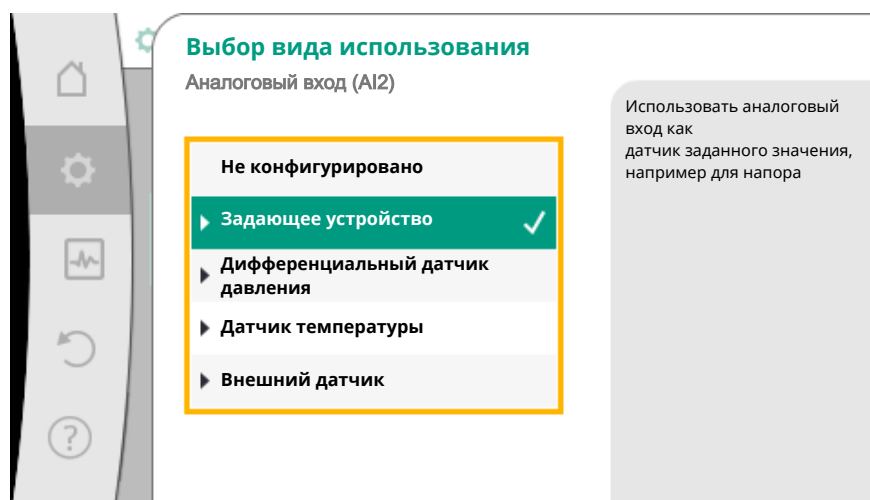 Выбор вида использования
Аналоговый вход (AI2)
Не конфигурировано
Задающее устройство
Дифференциальный датчик
давления
Датчик температуры
Внешний датчик
Использовать аналоговый
вход как
датчик заданного значения,
например для напора
?